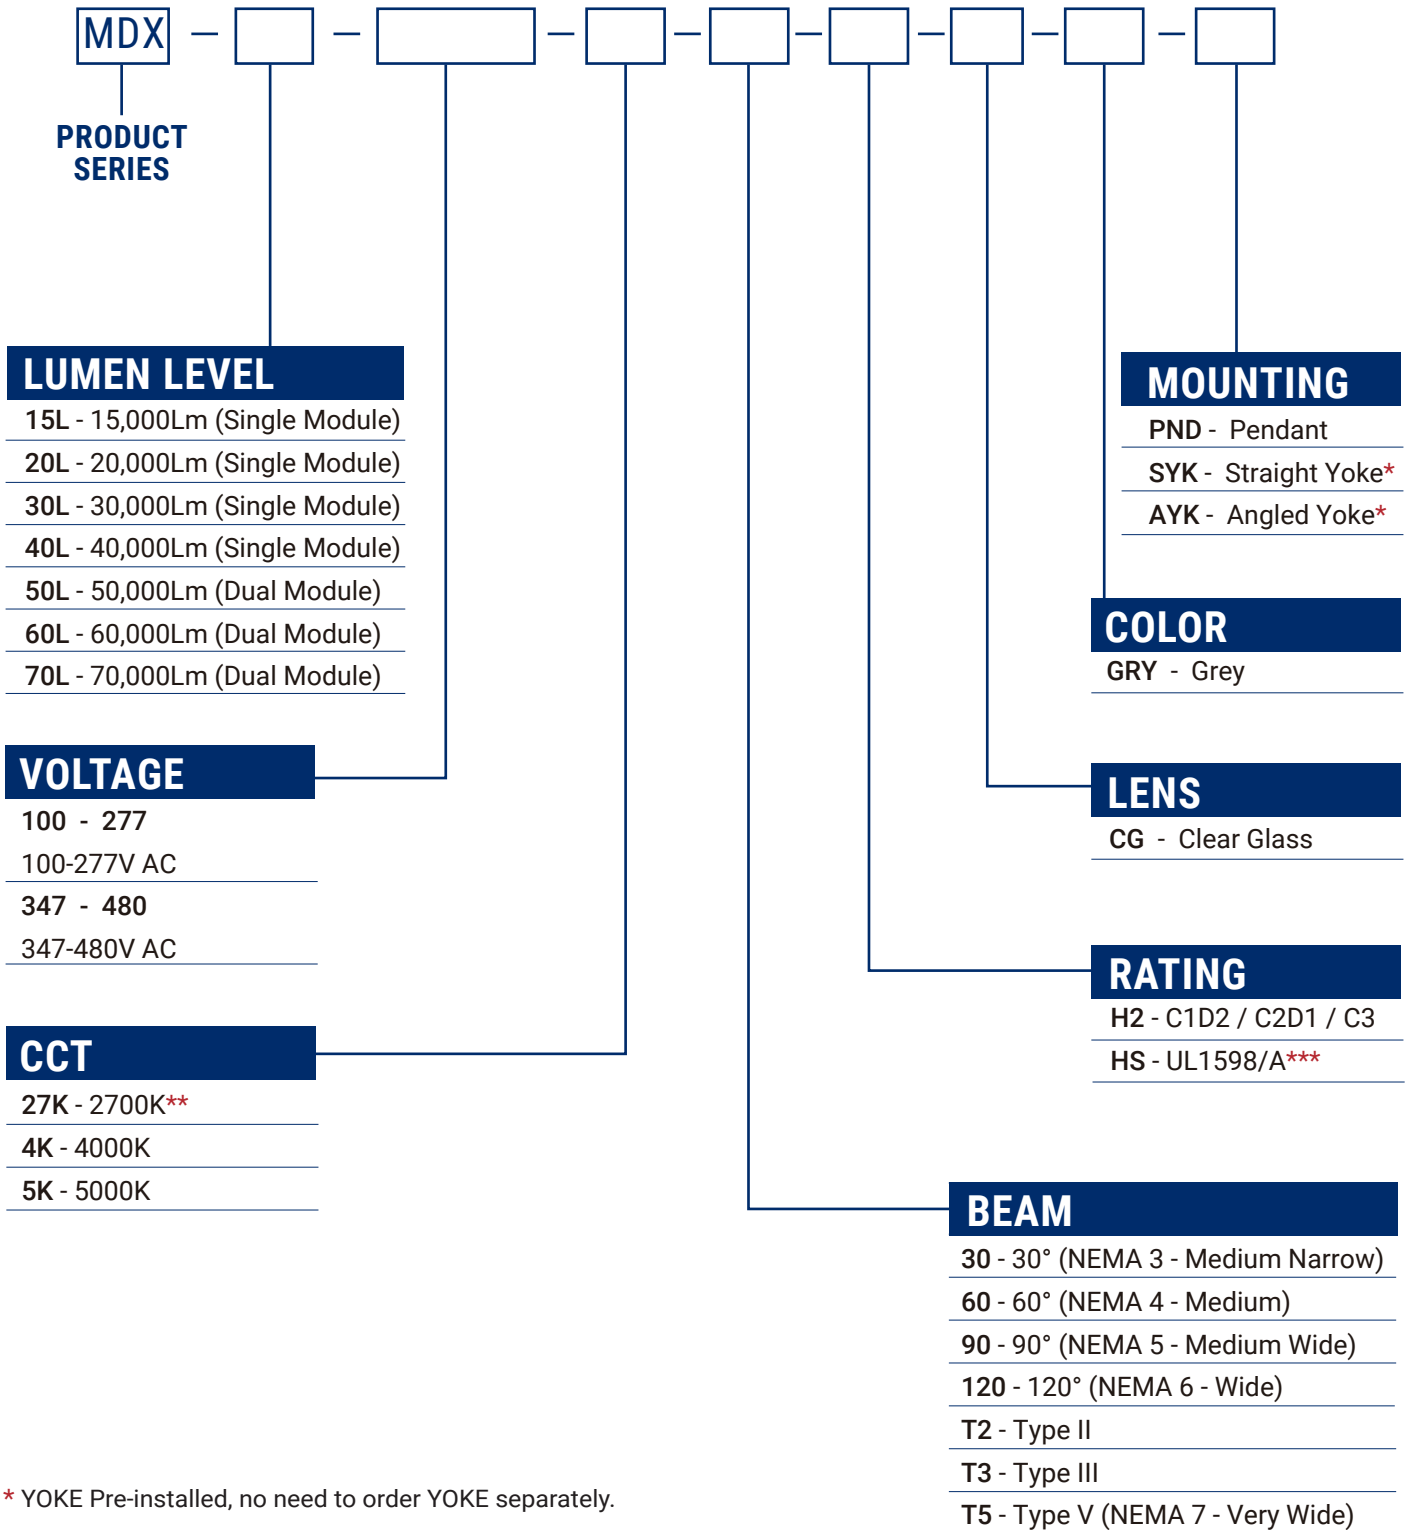 MDX
PRODUCT
SERIES
LUMEN LEVEL
15L - 15,000Lm (Single Module)
20L - 20,000Lm (Single Module)
30L - 30,000Lm (Single Module)
40L - 40,000Lm (Single Module)
50L - 50,000Lm (Dual Module)
60L - 60,000Lm (Dual Module)
70L - 70,000Lm (Dual Module)
VOLTAGE
100 - 277
100-277V AC
347 - 480
347-480V AC
CCT
27K - 2700K**
4K - 4000K
5K - 5000K
MOUNTING
PND - Pendant
SYK - Straight Yoke*
AYK - Angled Yoke*
COLOR
GRY - Grey
LENS
CG - Clear Glass
RATING
H2 - C1D2 / C2D1 / C3
HS - UL1598/A***
BEAM
30 - 30° (NEMA 3 - Medium Narrow)
60 - 60° (NEMA 4 - Medium)
90 - 90° (NEMA 5 - Medium Wide)
120 - 120° (NEMA 6 - Wide)
T2 - Type II
T3 - Type III
T5 - Type V (NEMA 7 - Very Wide)
* YOKE Pre-installed, no need to order YOKE separately.